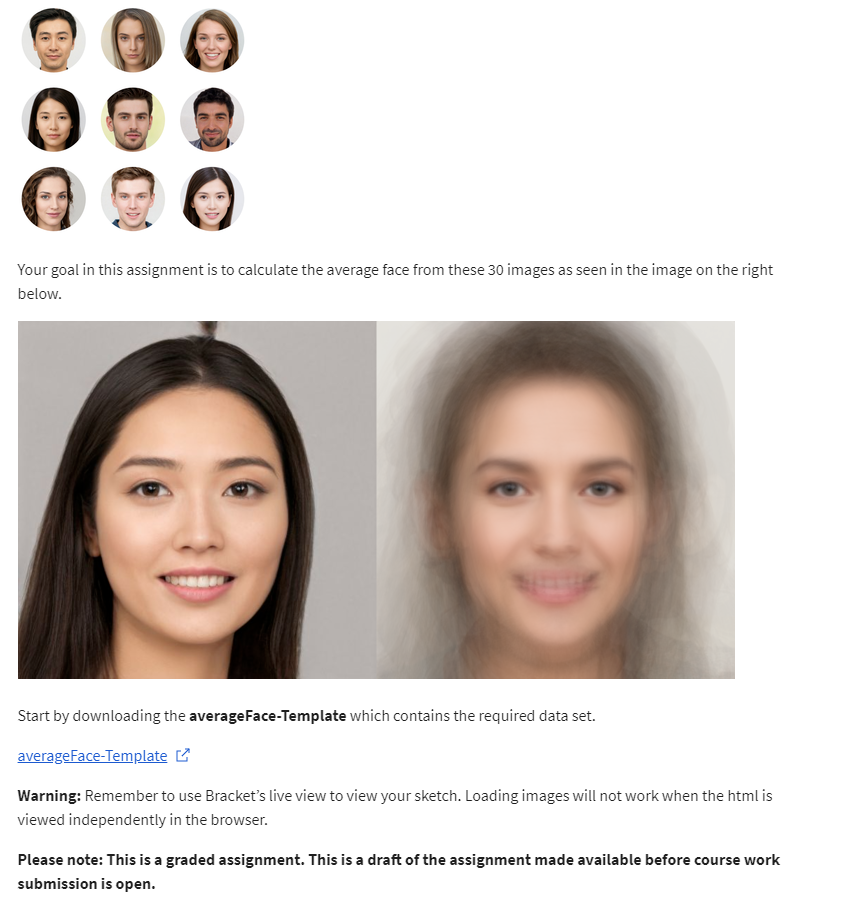 Your goal in this assignment is to calculate the average face from these 30 images as seen in the image on the right
below.
Start by downloading the averageFace-Template which contains the required data set.
averageFace-Template
Warning: Remember to use Bracket’s live view to view your sketch. Loading images will not work when the html is
viewed independently in the browser.
Please note: This is a graded assignment. This is a draft of the assignment made available before course work
submission is open.